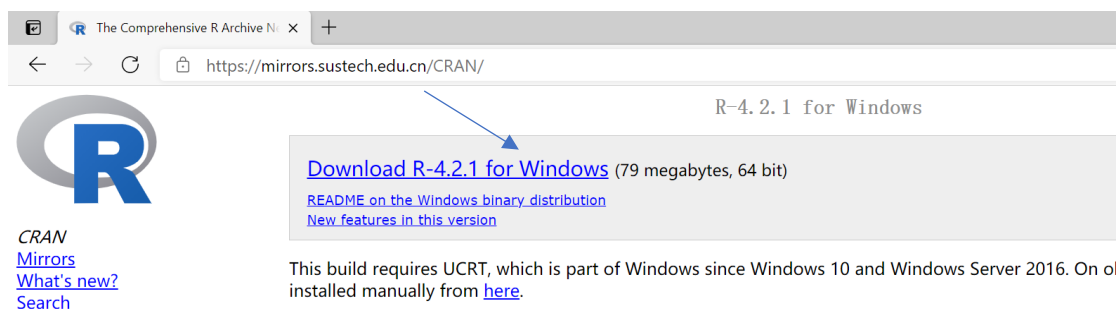 The Comprehensive R Archive N
https://mirrors.sustech.edu.cn/CRAN/
R
R-4.2.1 for Windows
Download R-4.2.1 for Windows (79 megabytes, 64 bit)
README on the Windows binary distribution
New features in this version
CRAN
Mirrors
What's new?
Search
This build requires UCRT, which is part of Windows since Windows 10 and Windows Server 2016. On
installed manually from here.